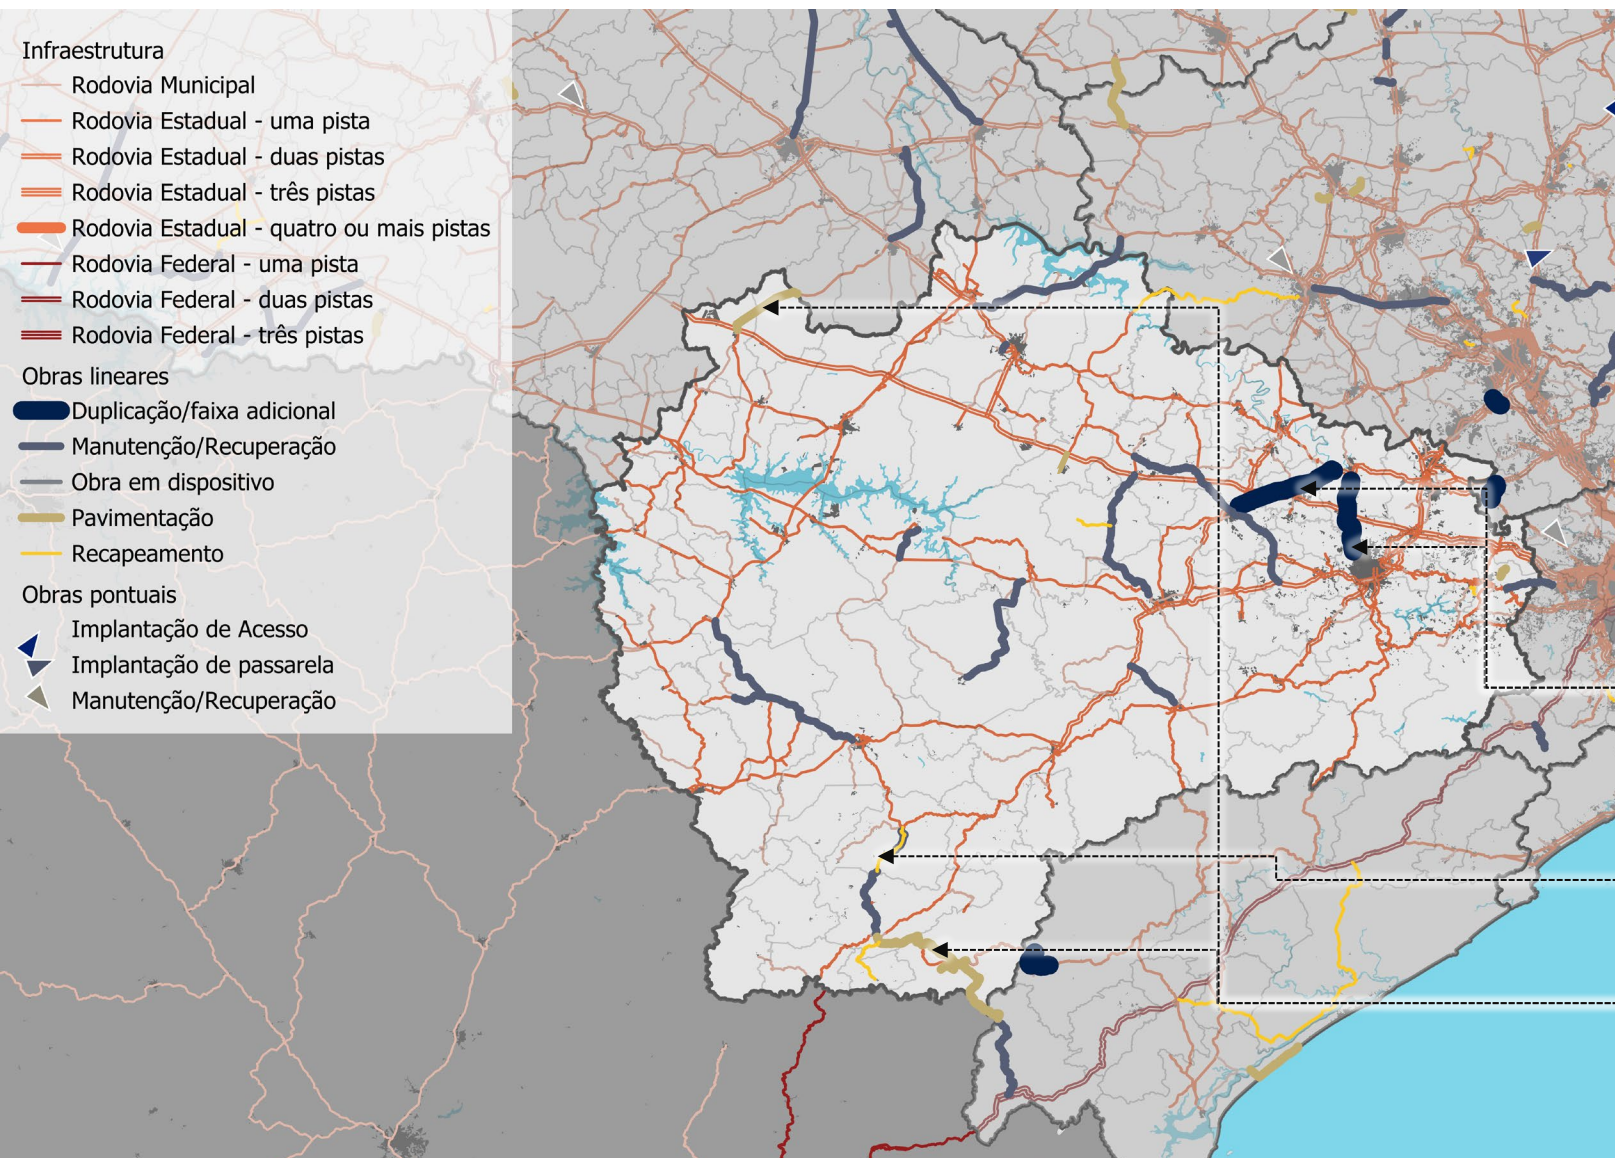 Infraestrutura
Rodovia Municipal
Rodovia Estadual - uma pista
Rodovia Estadual - duas pistas
Rodovia Estadual - três pistas
Rodovia Estadual - quatro ou mais pistas
Rodovia Federal - uma pista
Rodovia Federal - duas pistas
Rodovia Federal - três pistas
Obras lineares
Duplicação/faixa adicional
Manutenção/Recuperação
Obra em dispositivo
Pavimentação
Recapeamento
Obras pontuais
Implantação de Acesso
Implantação de passarela
Manutenção/Recuperação